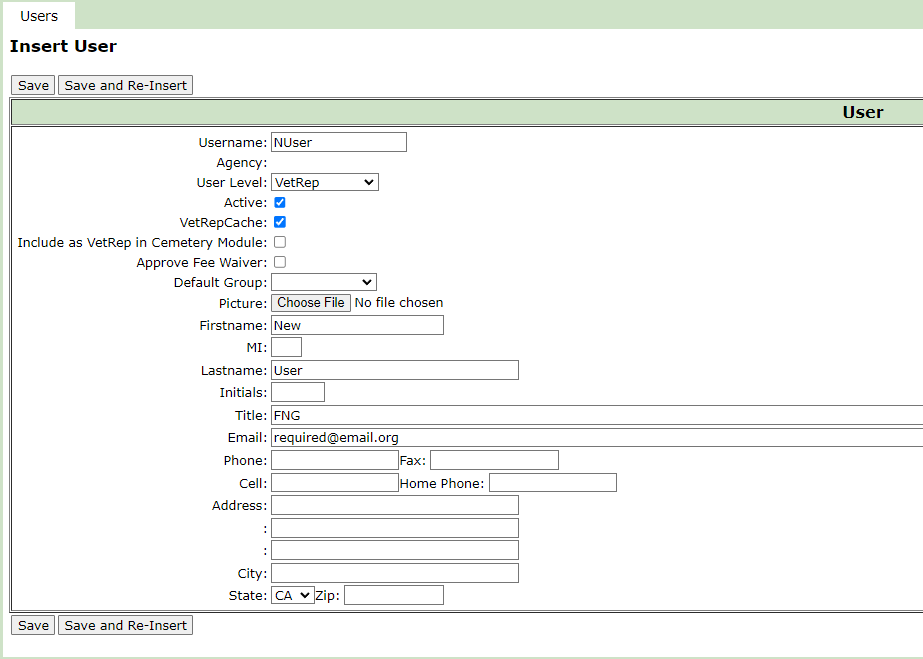 Users
Insert User
Save Save and Re-Insert
User
Username: NUser
Agency:
User Level: VetRep
Active:
VetRepCache:
Include as VetRep in Cemetery Module:
Approve Fee Waiver:
Default Group:
Picture: Choose File No file chosen
Firstname: New
MI:
Lastname: User
Initials:
Title: FNG
Email: required@email.org
Phone: Fax:
Cell: Home Phone:
Address:
:
:
City:
State: CA Zip:
Save Save and Re-Insert